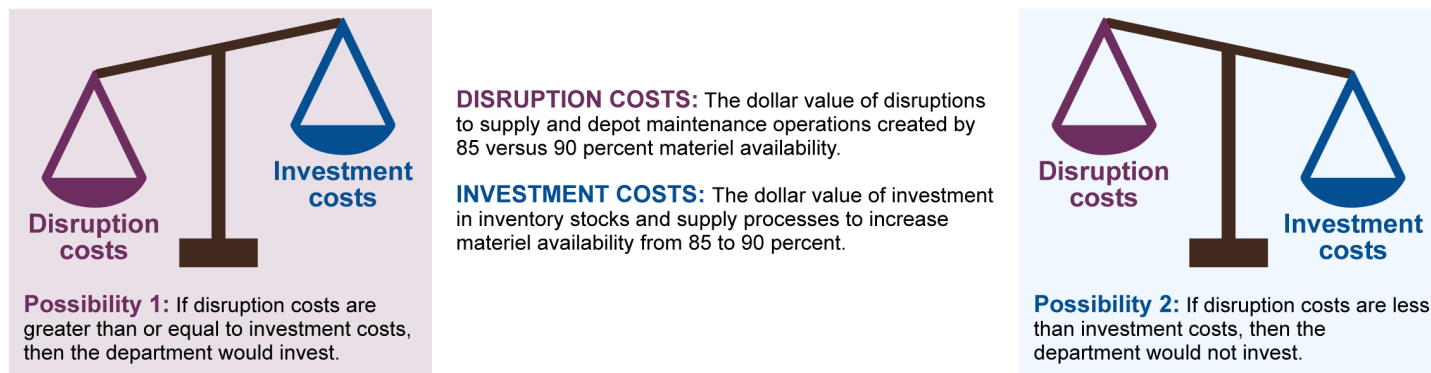 Investment
costs
Disruption
costs
Possibility 1: If disruption costs are
greater than or equal to investment costs,
then the department would invest.
DISRUPTION COSTS: The dollar value of disruptions
to supply and depot maintenance operations created by
85 versus 90 percent materiel availability.
INVESTMENT COSTS: The dollar value of investment
in inventory stocks and supply processes to increase
materiel availability from 85 to 90 percent.
Disruption
costs
Investment
costs
Possibility 2: If disruption costs are less
than investment costs, then the
department would not invest.